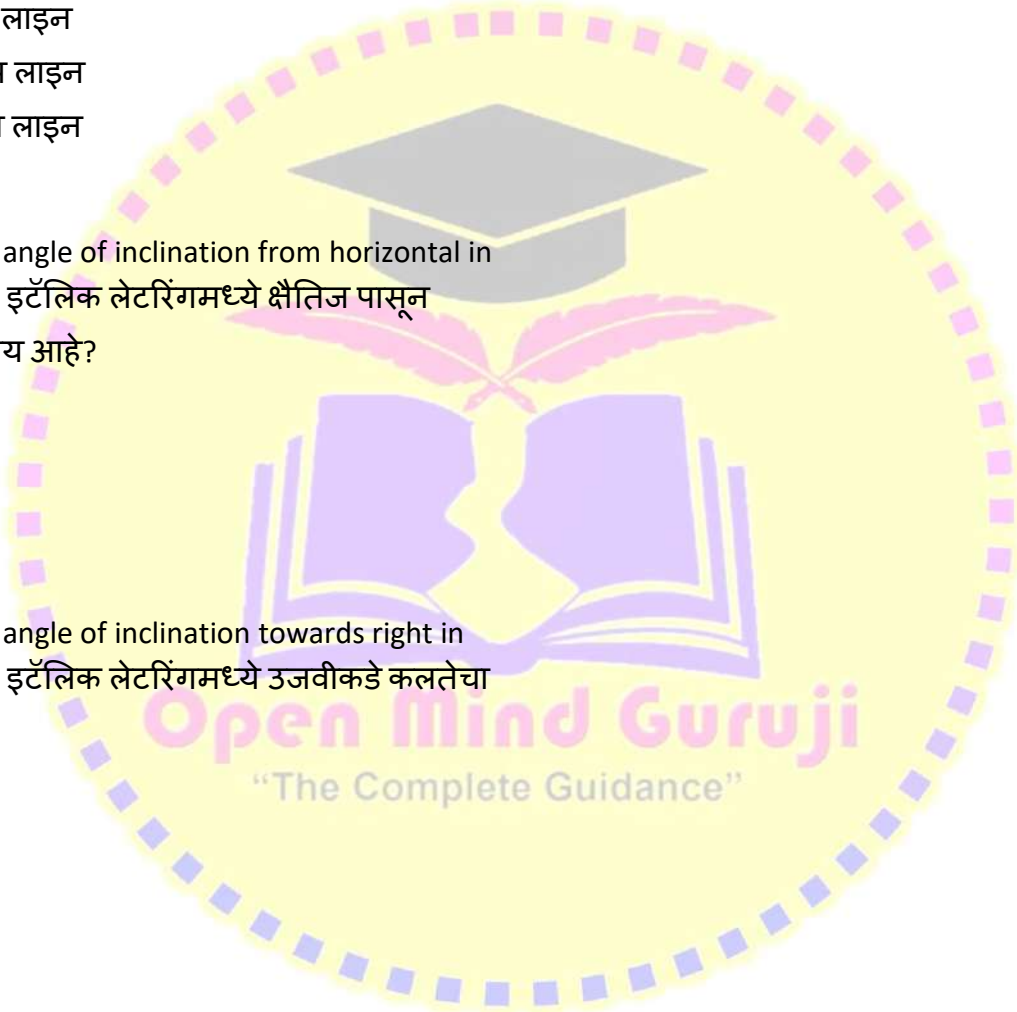 लाइन
लाइन
लाइन
angle of inclination from horizontal in
इटॅलिक लेटरिंगमध्ये क्षैतिज पासून
य आहे?
angle of inclination towards right in
इटॅलिक लेटरिंगमध्ये उजवीकडे कलतेचा
Open Mind Guruji
“The Complete Guidance”